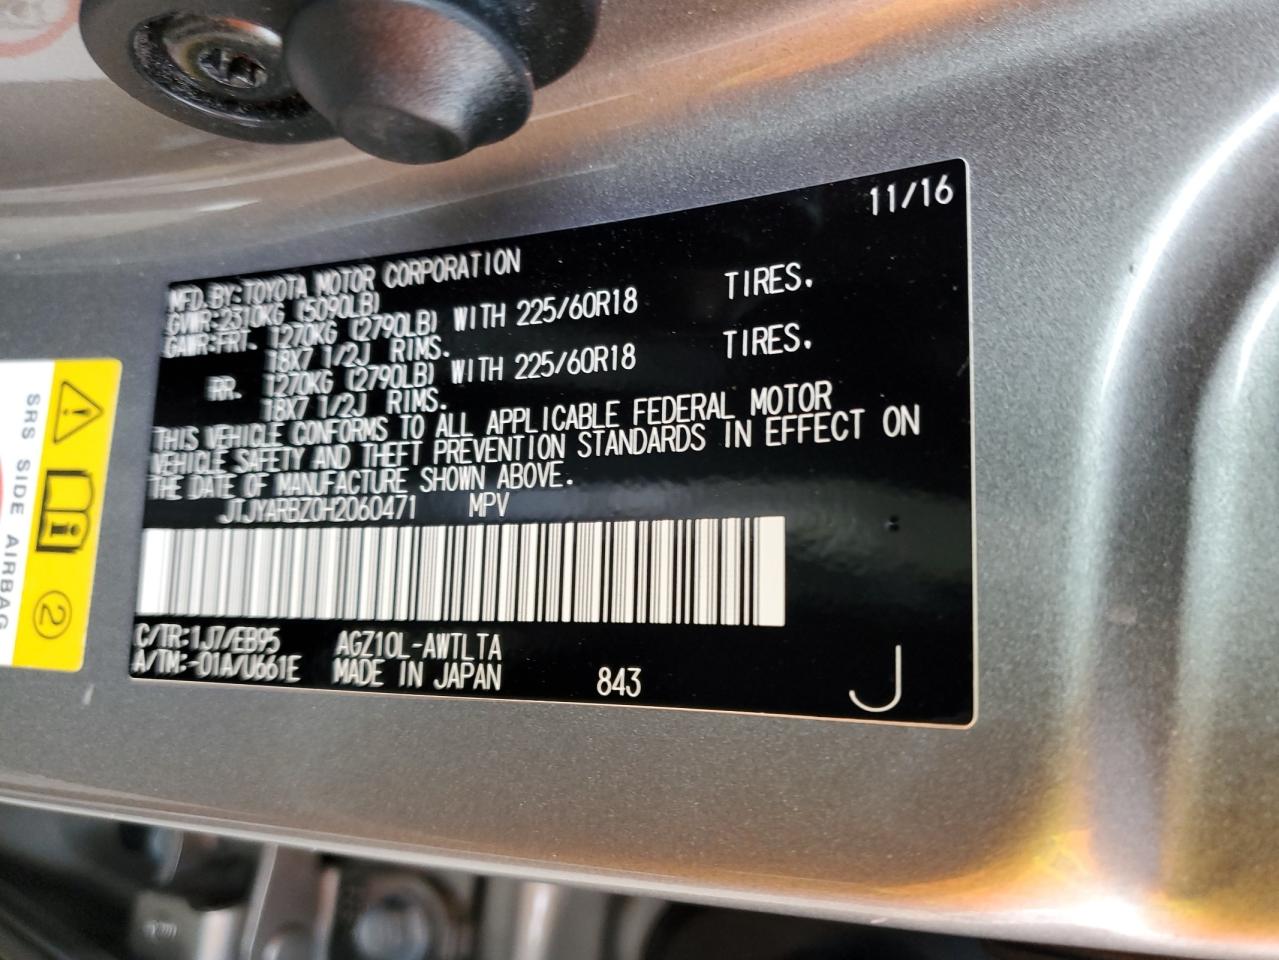 11/16
MFD.BY:TOYOTA MOTOR CORPORATION
GVWR:2310KG (5090LB)
GAWR:FRT. 1270KG (2790LB) WITH 225/60R18 TIRES.
18X7 1/2J RIMS.
RR. 1270KG (2790LB) WITH 225/60R18 TIRES.
18X7 1/2J RIMS.
THIS VEHICLE CONFORMS TO ALL APPLICABLE FEDERAL MOTOR
VEHICLE SAFETY AND THEFT PREVENTION STANDARDS IN EFFECT ON
THE DATE OF MANUFACTURE SHOWN ABOVE.
JTJYARBZ0H2060471 MPV
C/TR:1J7/EB95 AGZ10L-AWTLTA
A/TM:-01A/U661E MADE IN JAPAN 843 J
SRS SIDE AIRBAG
2